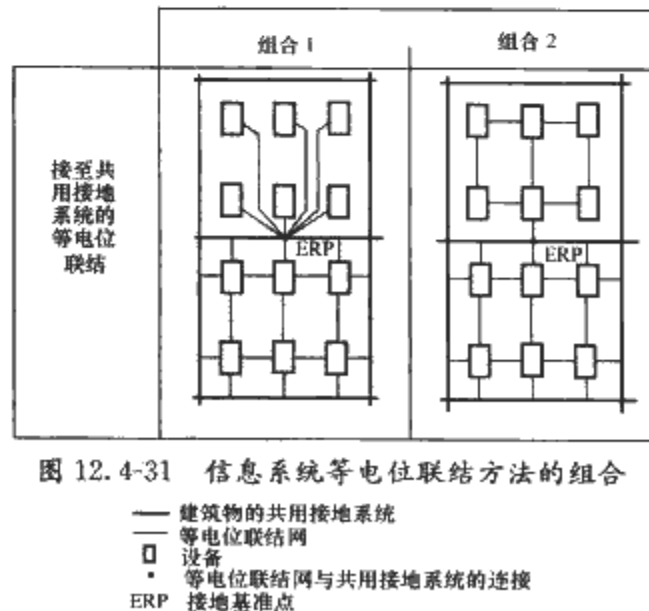 组合 1
组合 2
接至共
用接地
系统的
等电位
联结
ERP
ERP
图 12.4-31 信息系统等电位联结方法的组合
建筑物的共用接地系统
等电位联结网
设备
等电位联结网与共用接地系统的连接
ERP 接地基准点